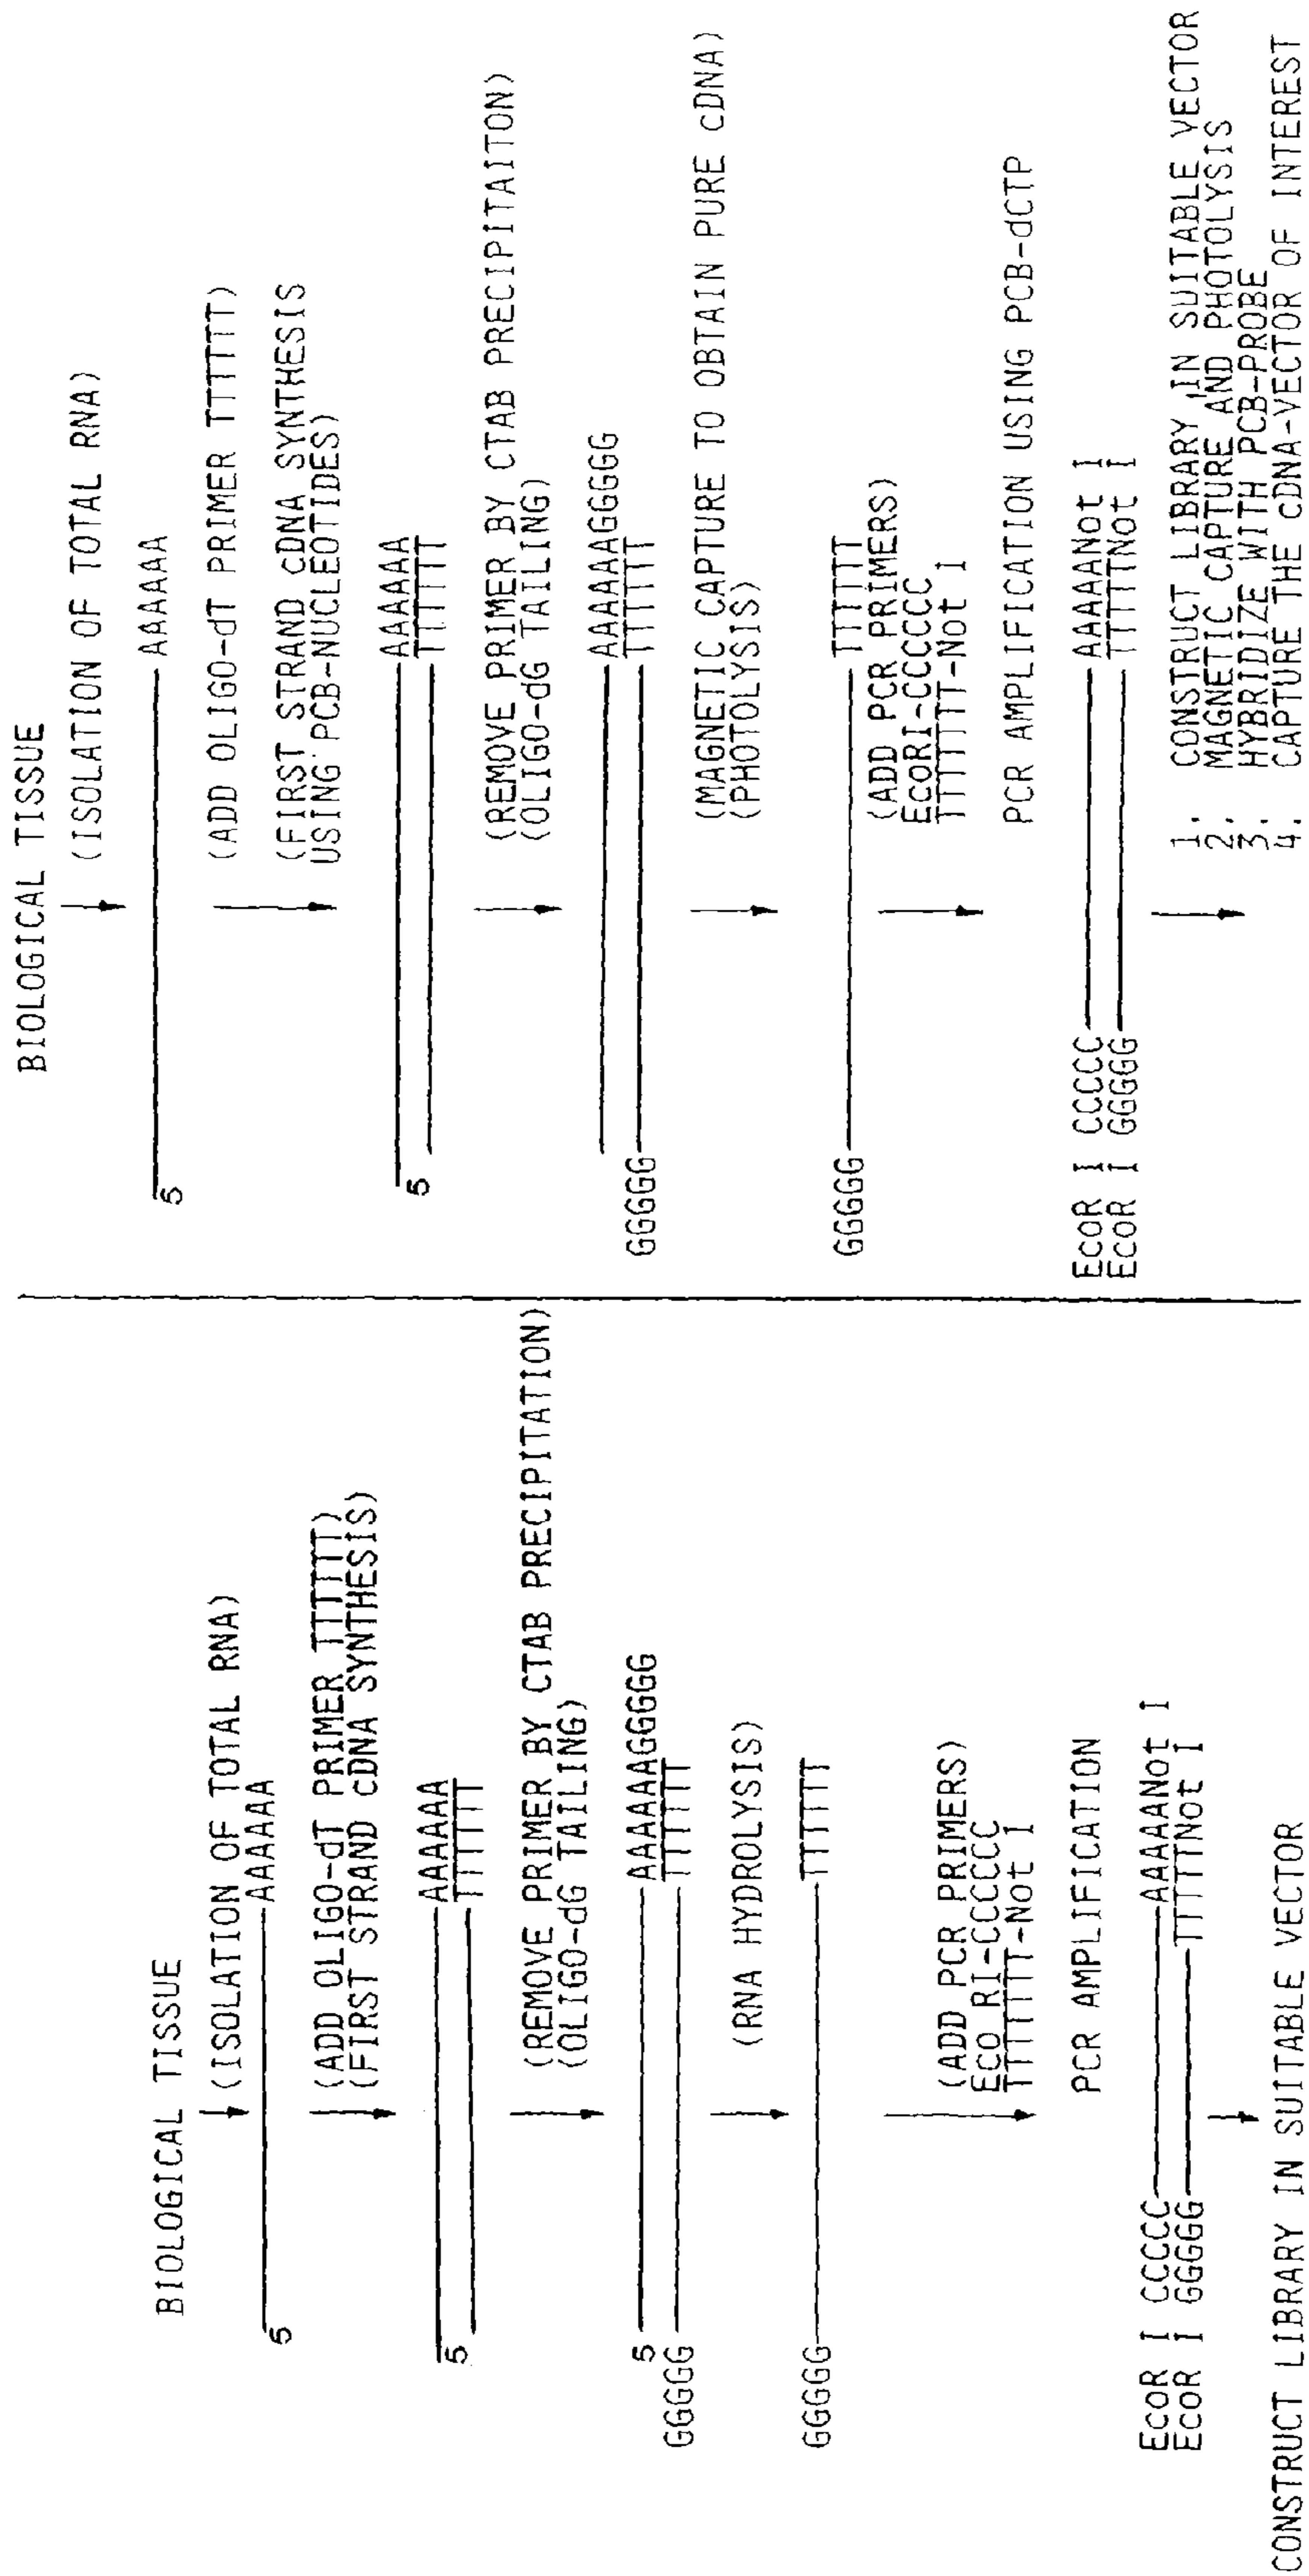 BIOLOGICAL TISSUE
(ISOLATION OF TOTAL RNA)
AAAAAA
5
(ADD OLIGO-dT PRIMER TTTTTT)
(FIRST STRAND cDNA SYNTHESIS)
AAAAAA
5 TTTTTT
(REMOVE PRIMER BY CTAB PRECIPITATION)
(OLIGO-dG TAILING)
5 AAAAAAGGGGG
GGGGG TTTTTT
(RNA HYDROLYSIS)
GGGGG TTTTTT
(ADD PCR PRIMERS)
ECO RI-CCCCCC
TTTTTTT-Not I
PCR AMPLIFICATION
EcoR I CCCCC AAAAANot I
EcoR I GGGGG TTTTTNot I
CONSTRUCT LIBRARY IN SUITABLE VECTOR
BIOLOGICAL TISSUE
(ISOLATION OF TOTAL RNA)
AAAAAA
5
(ADD OLIGO-dT PRIMER TTTTTT)
(FIRST STRAND cDNA SYNTHESIS
USING PCB-NUCLEOTIDES)
AAAAAA
5 TTTTTT
(REMOVE PRIMER BY CTAB PRECIPITAITON)
(OLIGO-dG TAILING)
AAAAAAGGGGG
GGGGG TTTTTT
(MAGNETIC CAPTURE TO OBTAIN PURE cDNA)
(PHOTOLYSIS)
GGGGG TTTTTT
(ADD PCR PRIMERS)
EcoRI-CCCCCC
TTTTTTT-Not I
PCR AMPLIFICATION USING PCB-dCTP
EcoR I CCCCC AAAAANot I
EcoR I GGGGG TTTTTNot I
1. CONSTRUCT LIBRARY IN SUITABLE VECTOR
2. MAGNETIC CAPTURE AND PHOTOLYSIS
3. HYBRIDIZE WITH PCB-PROBE
4. CAPTURE THE CDNA-VECTOR OF INTEREST